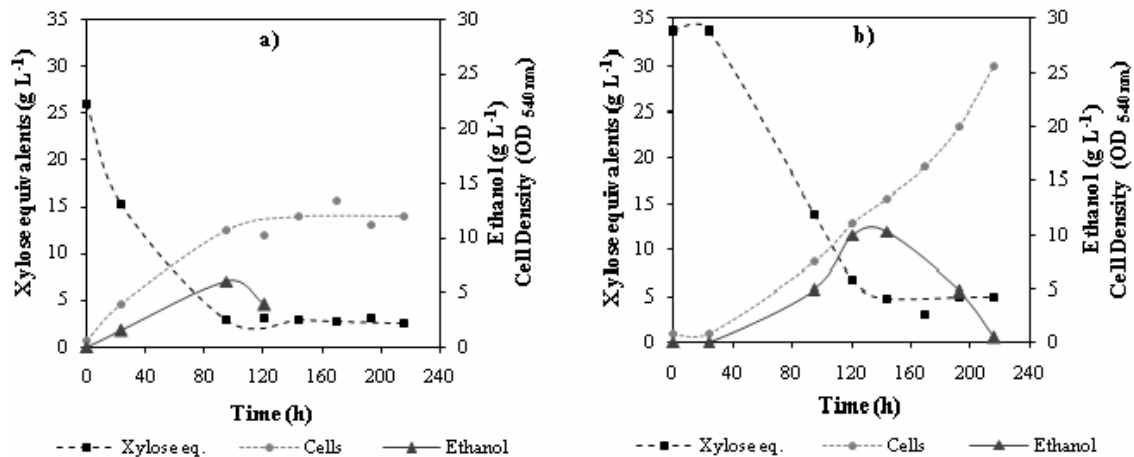 a)
Xylose equivalents (g L-1)
35
30
25
20
15
10
5
0
30
25
20
15
10
5
0
Ethanol (g L-1)
Cell Density (OD 540 nm)
0 40 80 120 160 200 240
Time (h)
Xylose eq. Cells Ethanol
b)
Xylose equivalents (g L-1)
35
30
25
20
15
10
5
0
30
25
20
15
10
5
0
Ethanol (g L-1)
Cell Density (OD 540 nm)
0 40 80 120 160 200 240
Time (h)
Xylose eq. Cells Ethanol